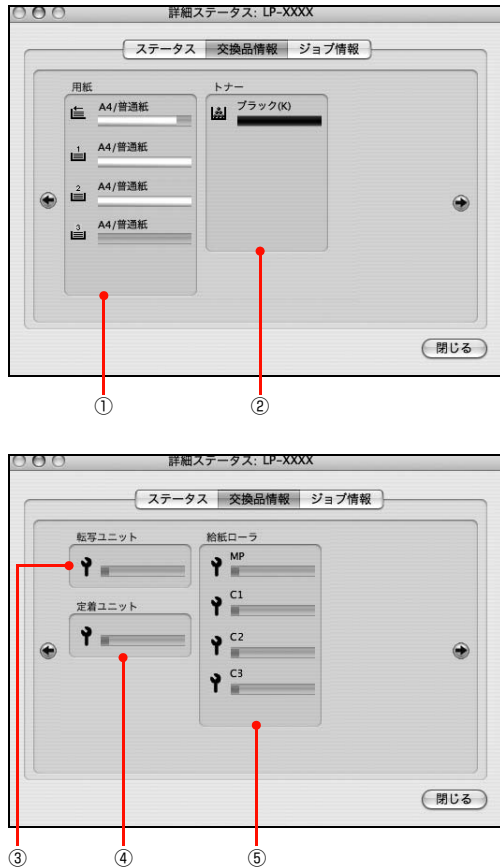 詳細ステータス: LP-XXXX
ステータス 交換品情報 ジョブ情報
用紙
A4/普通紙
1 A4/普通紙
2 A4/普通紙
3 A4/普通紙
トナー
ブラック(K)
閉じる
① ②
詳細ステータス: LP-XXXX
ステータス 交換品情報 ジョブ情報
転写ユニット
定着ユニット
給紙ローラ
MP
C1
C2
C3
閉じる
③ ④ ⑤